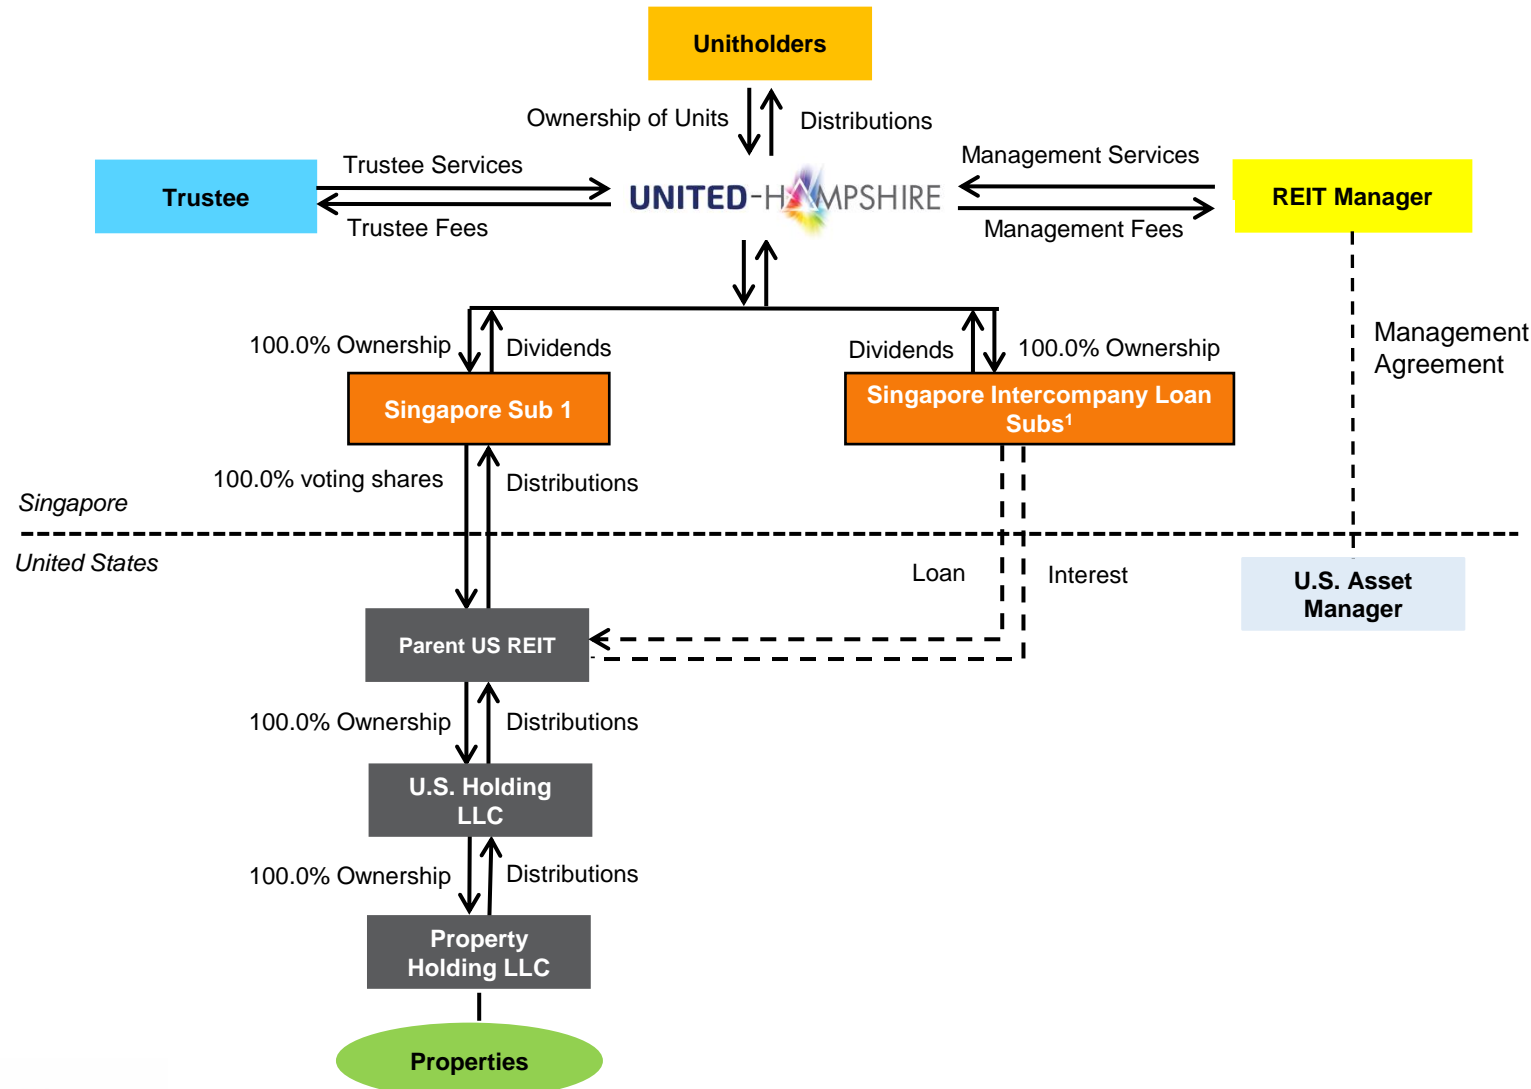 Unitholders
Ownership of Units
Distributions
Trustee
Trustee Services
Trustee Fees
UNITED-HAMPSHIRE
Management Services
Management Fees
REIT Manager
100.0% Ownership
Dividends
Dividends
100.0% Ownership
Management
Agreement
Singapore Sub 1
Singapore Intercompany Loan
Subs¹
100.0% voting shares
Distributions
Singapore
United States
Loan
Interest
U.S. Asset
Manager
Parent US REIT
100.0% Ownership
Distributions
U.S. Holding
LLC
100.0% Ownership
Distributions
Property
Holding LLC
Properties